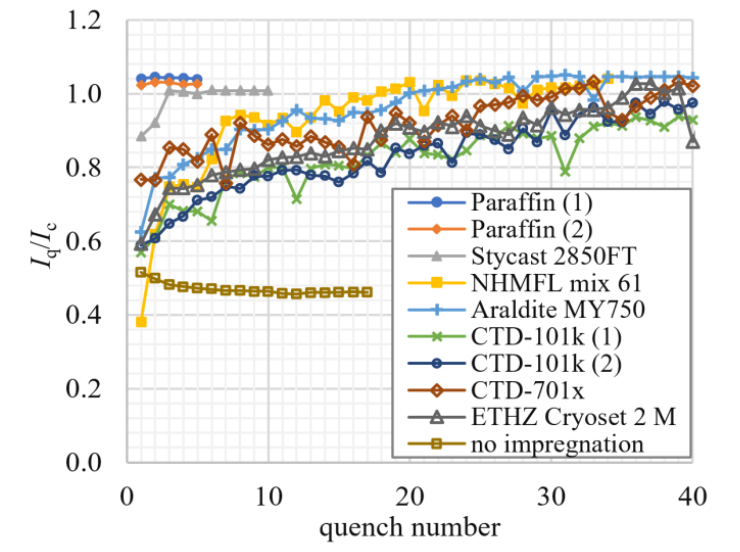 1.2
1.0
0.8
0.6
0.4
0.2
0.0
Iq/Ic
Paraffin (1)
Paraffin (2)
Stycast 2850FT
NHMFL mix 61
Araldite MY750
CTD-101k (1)
CTD-101k (2)
CTD-701x
ETHZ Cryoset 2 M
no impregnation
0 10 20 30 40
quench number